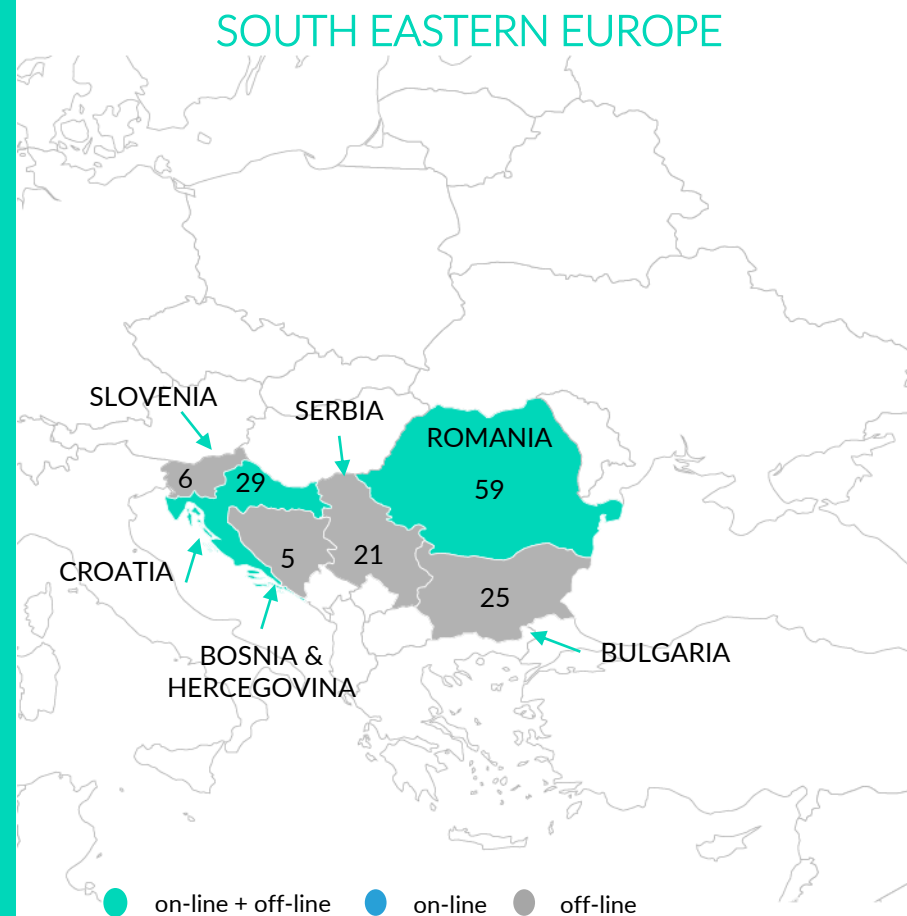 SOUTH EASTERN EUROPE
SLOVENIA
SERBIA
ROMANIA
6
29
59
5
21
CROATIA
25
BOSNIA &
HERCEGOVINA
BULGARIA
on-line + off-line
on-line
off-line